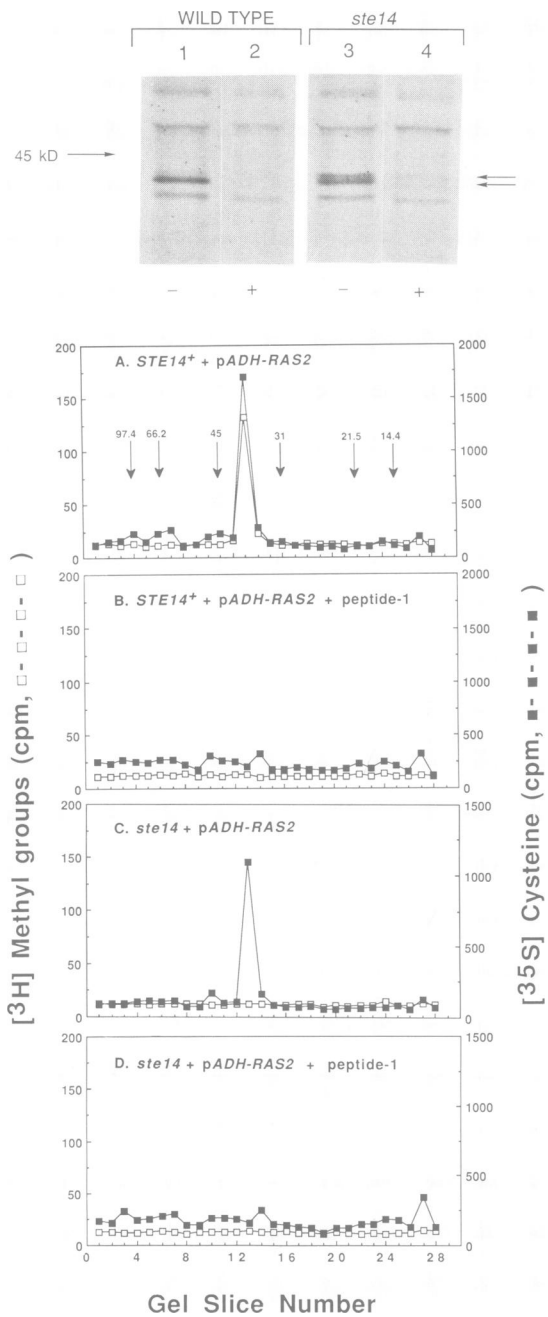 WILD TYPE ste14
1 2 3 4
45 kD
− + − +
200 2000
A. STE14+ + pADH-RAS2
150 1500
97.4 66.2 45 31 21.5 14.4
100 1000
50 500
0 0
200 2000
B. STE14+ + pADH-RAS2 + peptide-1
150 1500
100 1000
50 500
0 0
200 1500
C. ste14 + pADH-RAS2
150
1000
100
500
50
0 0
200 1500
D. ste14 + pADH-RAS2 + peptide-1
150
1000
100
500
50
0 0
0 4 8 12 16 20 24 28
Gel Slice Number
[3H] Methyl groups (cpm, □-□-□-□ )
[35S] Cysteine (cpm, ■-■-■-■ )